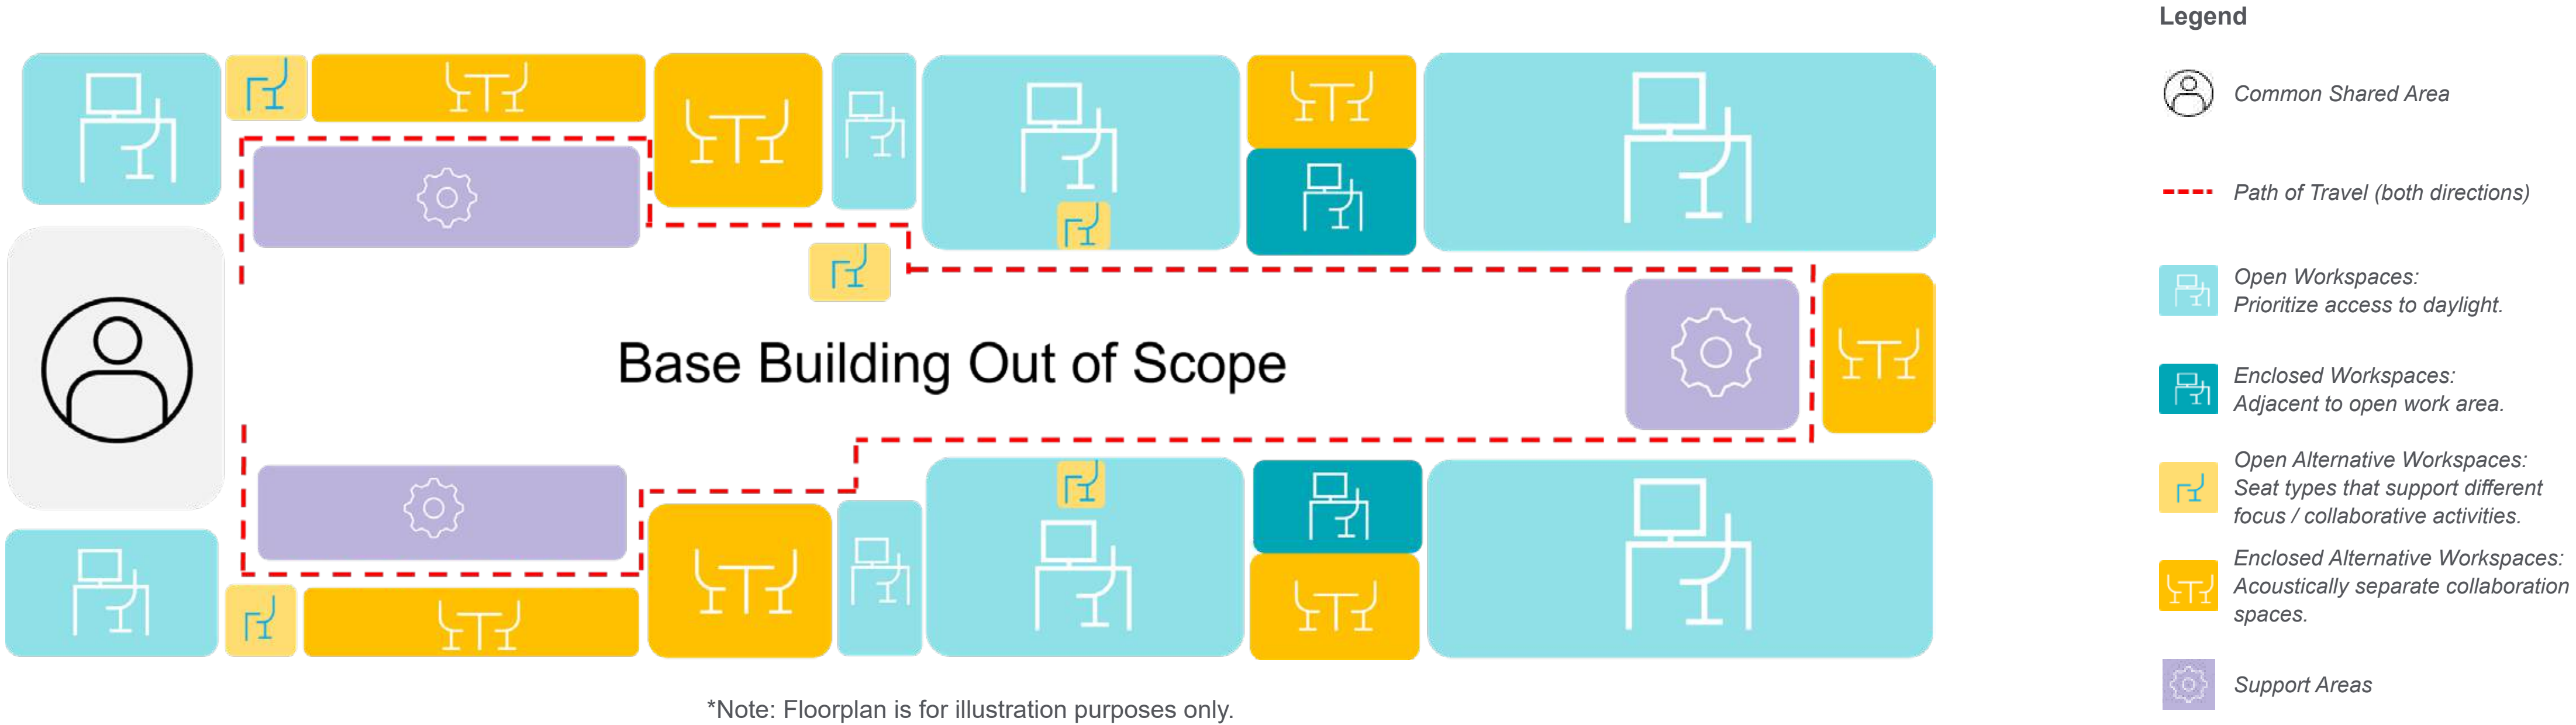 Legend
Common Shared Area
Path of Travel (both directions)
Open Workspaces:
Prioritize access to daylight.
Enclosed Workspaces:
Adjacent to open work area.
Open Alternative Workspaces:
Seat types that support different
focus / collaborative activities.
Enclosed Alternative Workspaces:
Acoustically separate collaboration
spaces.
Support Areas
Base Building Out of Scope
*Note: Floorplan is for illustration purposes only.